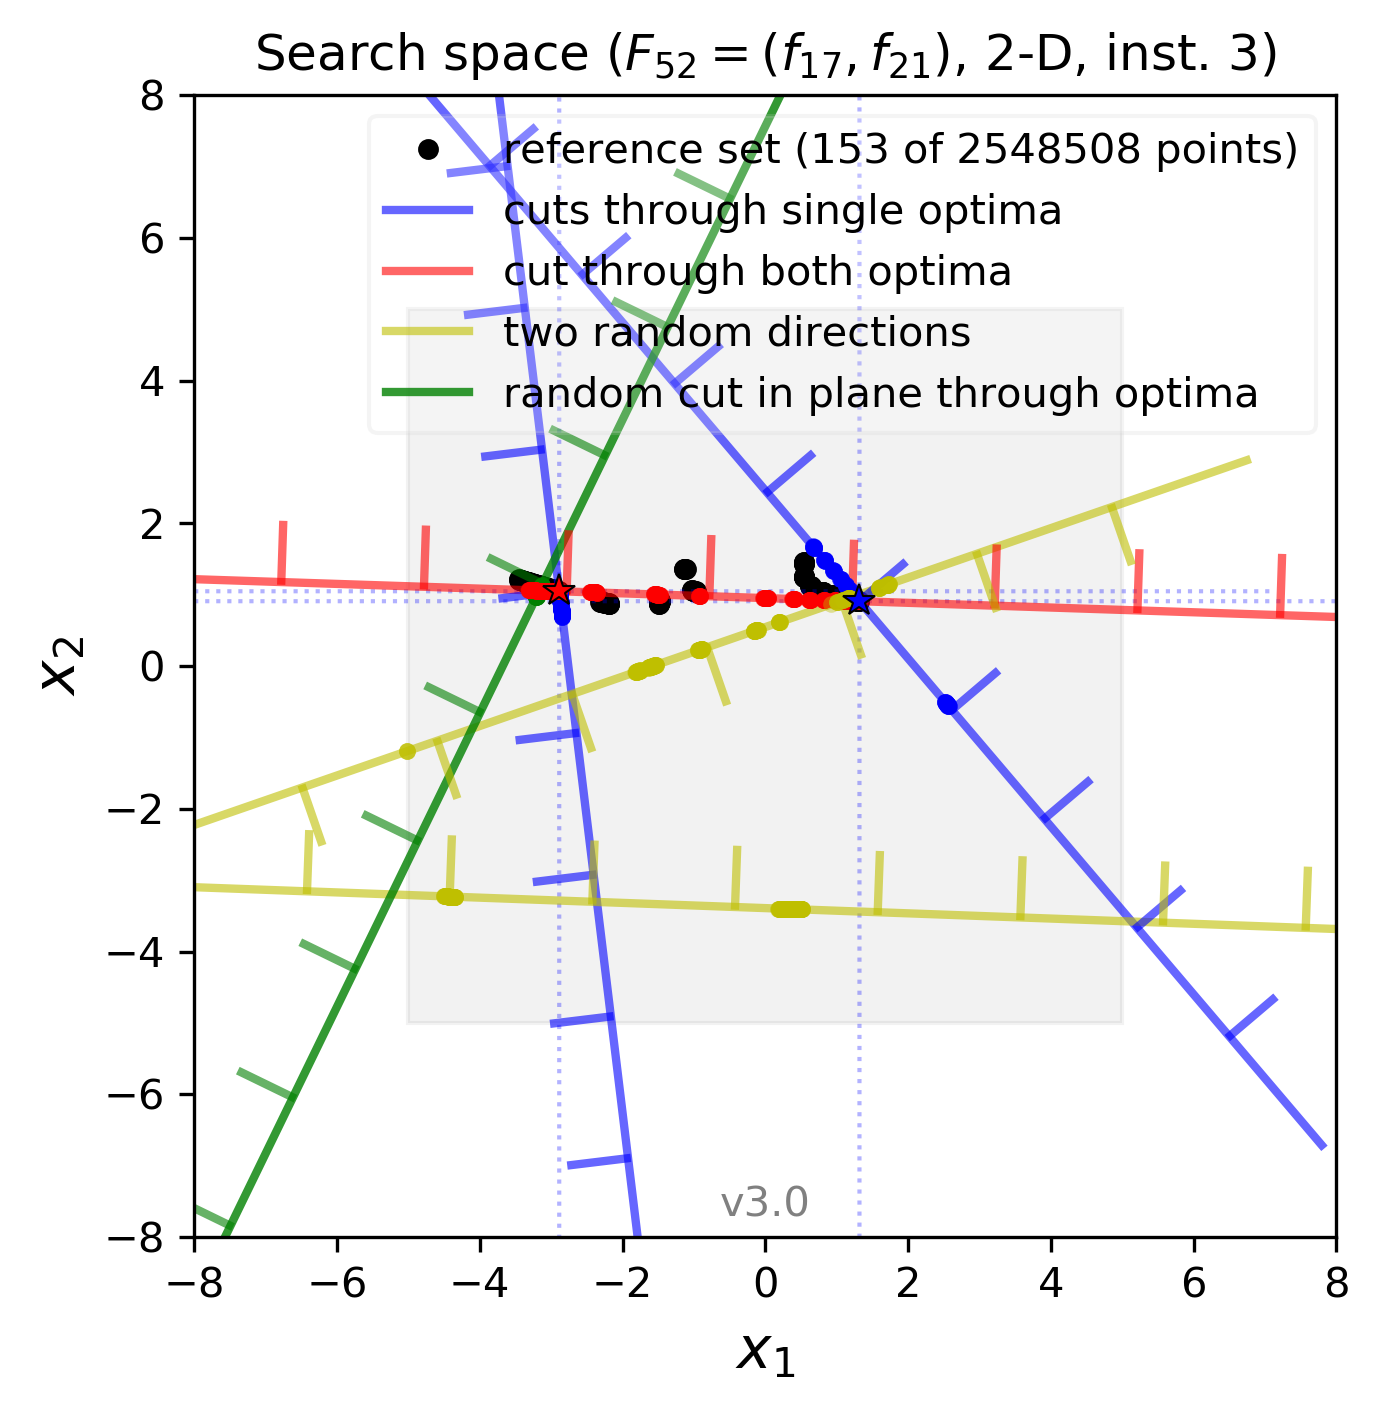 Search space (F52 = (f17, f21), 2-D, inst. 3)
reference set (153 of 2548508 points)
cuts through single optima
cut through both optima
two random directions
random cut in plane through optima
8
6
4
2
0
−2
−4
−6
−8
x2
v3.0
−8 −6 −4 −2 0 2 4 6 8
x1